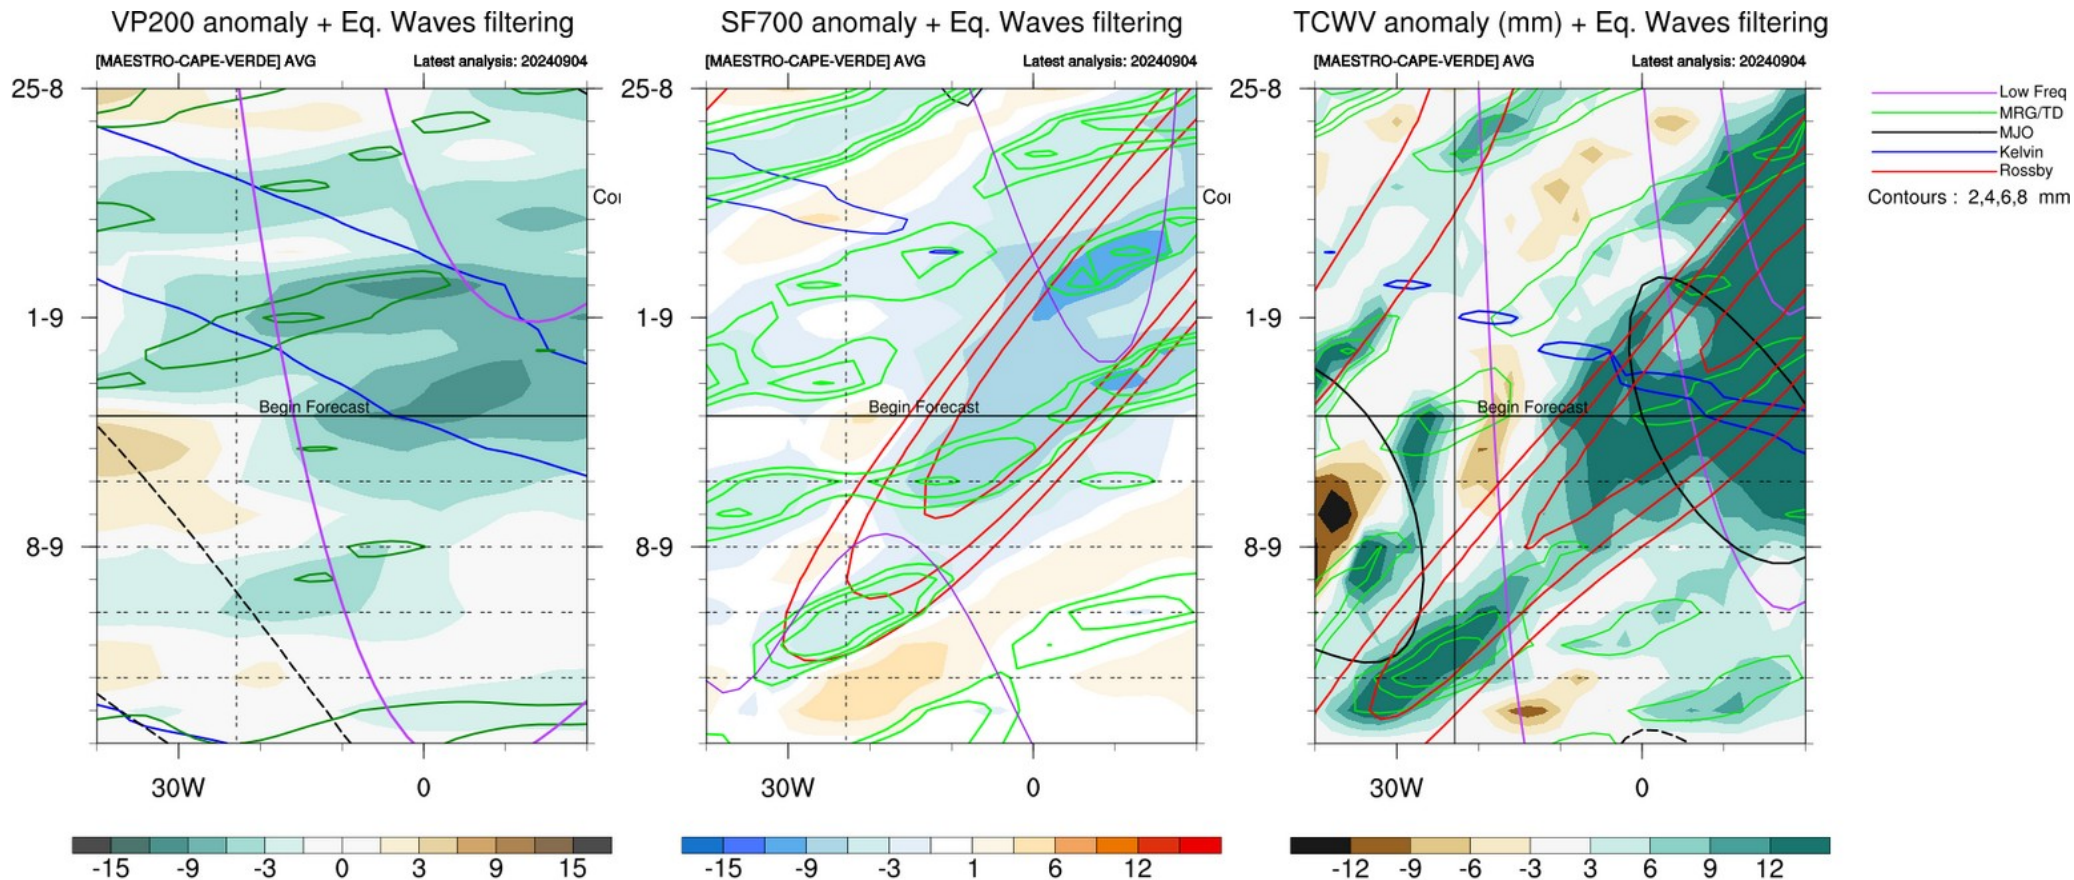 VP200 anomaly + Eq. Waves filtering
SF700 anomaly + Eq. Waves filtering
TCWV anomaly (mm) + Eq. Waves filtering
[MAESTRO-CAPE-VERDE] AVG
Latest analysis: 20240904
[MAESTRO-CAPE-VERDE] AVG
Latest analysis: 20240904
[MAESTRO-CAPE-VERDE] AVG
Latest analysis: 20240904
25-8
25-8
25-8
Low Freq
MRG/TD
MJO
Kelvin
Rossby
Contours : 2,4,6,8 mm
Coi
Coi
1-9
1-9
1-9
Begin Forecast
Begin Forecast
Begin Forecast
8-9
8-9
8-9
30W 0
30W 0
30W 0
-15 -9 -3 0 3 9 15
-15 -9 -3 1 6 12
-12 -9 -6 -3 3 6 9 12